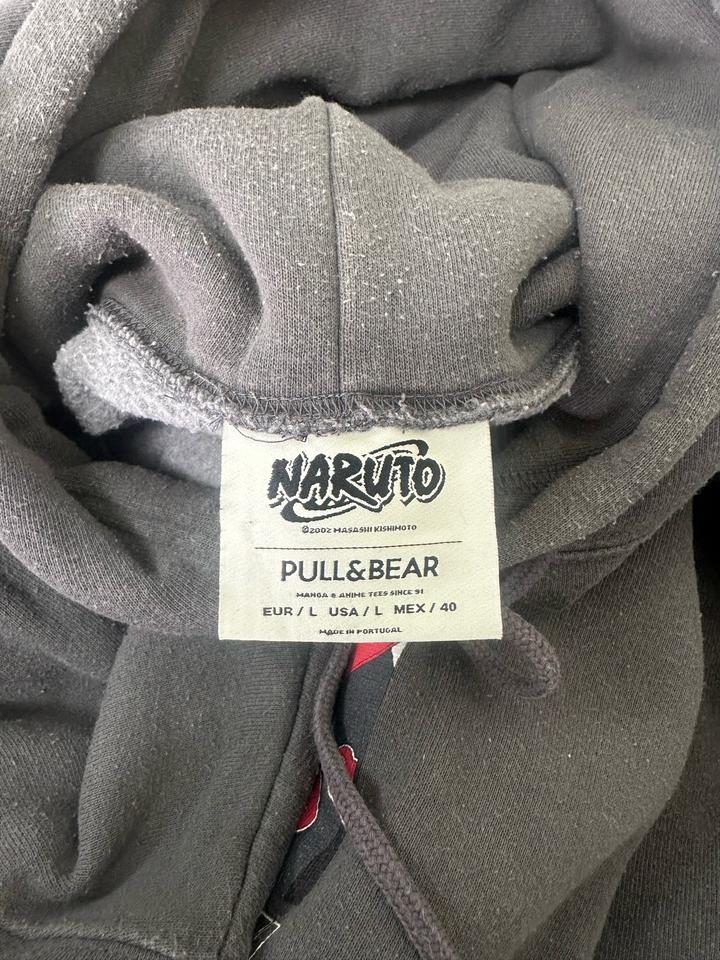 NARUTO
©2002 MASASHI KISHIMOTO
PULL&BEAR
MANGA & ANIME TEES SINCE 91
EUR / L USA / L MEX / 40
MADE IN PORTUGAL